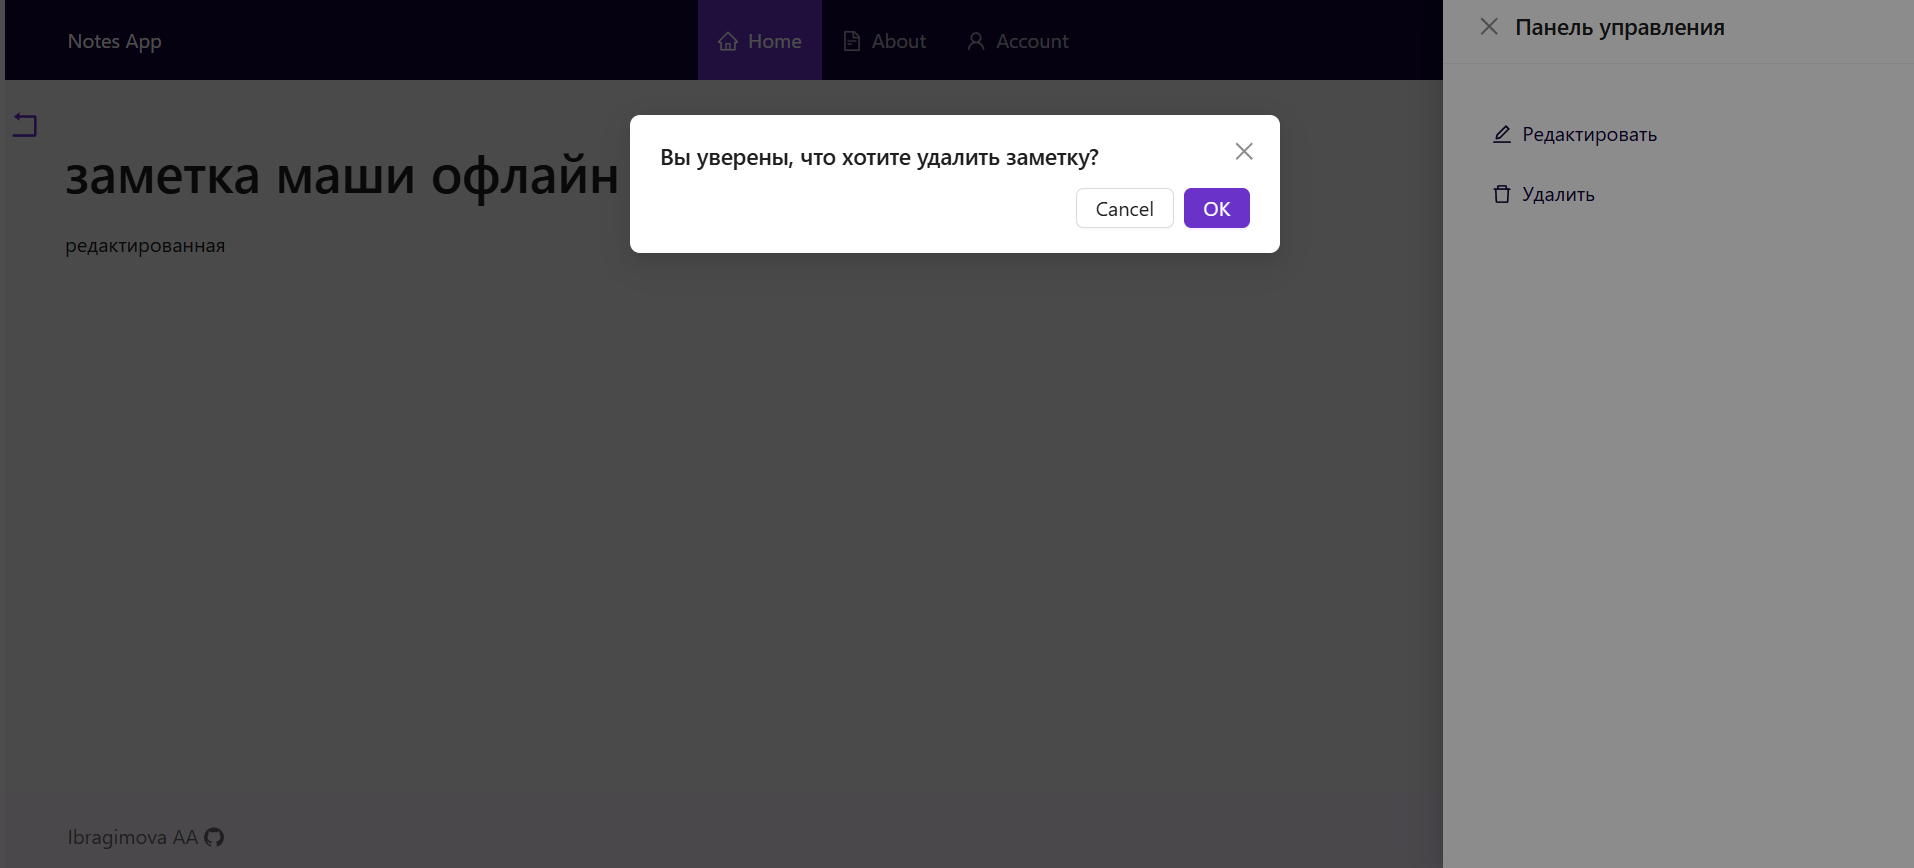 Notes App
Home
About
Account
Панель управления
Редактировать
Удалить
Вы уверены, что хотите удалить заметку?
Cancel
OK
заметка маши офлайн
редактированная
Ibragimova AA